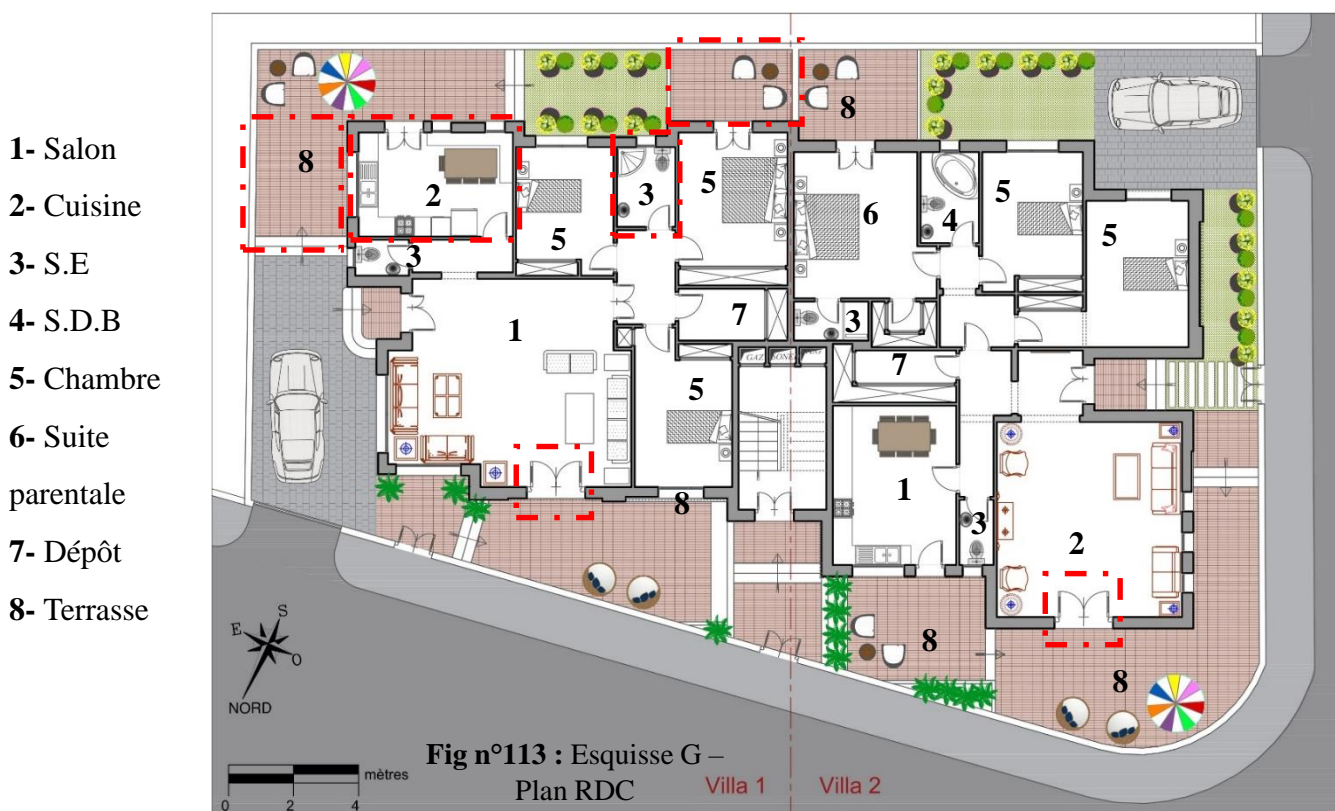 1- Salon
2- Cuisine
3- S.E
4- S.D.B
5- Chambre
6- Suite
parentale
7- Dépôt
8- Terrasse
8
8
2
3
5
6
4
5
5
5
3
1
7
3
7
5
8
1
3
2
8
8
GAZ
E
S
O
NORD
mètres
0 2 4
Fig n°113 : Esquisse G –
Plan RDC
Villa 1
Villa 2